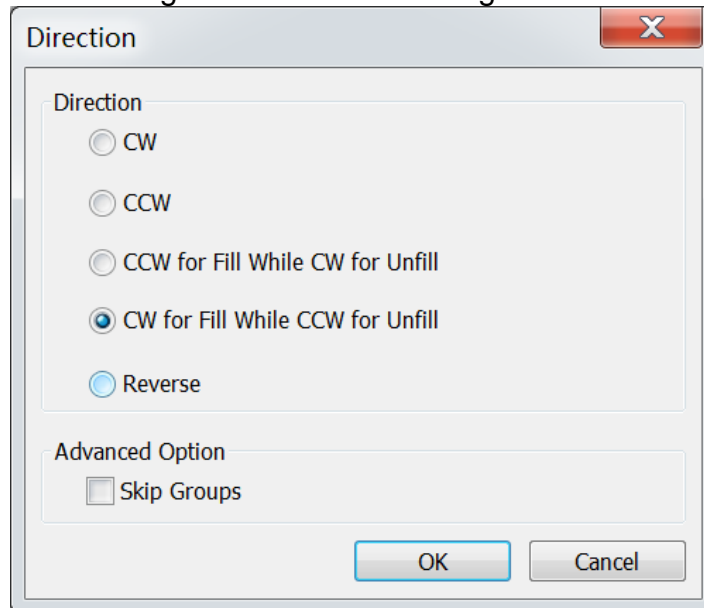 Direction
Direction
CW
CCW
CCW for Fill While CW for Unfill
CW for Fill While CCW for Unfill
Reverse
Advanced Option
Skip Groups
OK Cancel